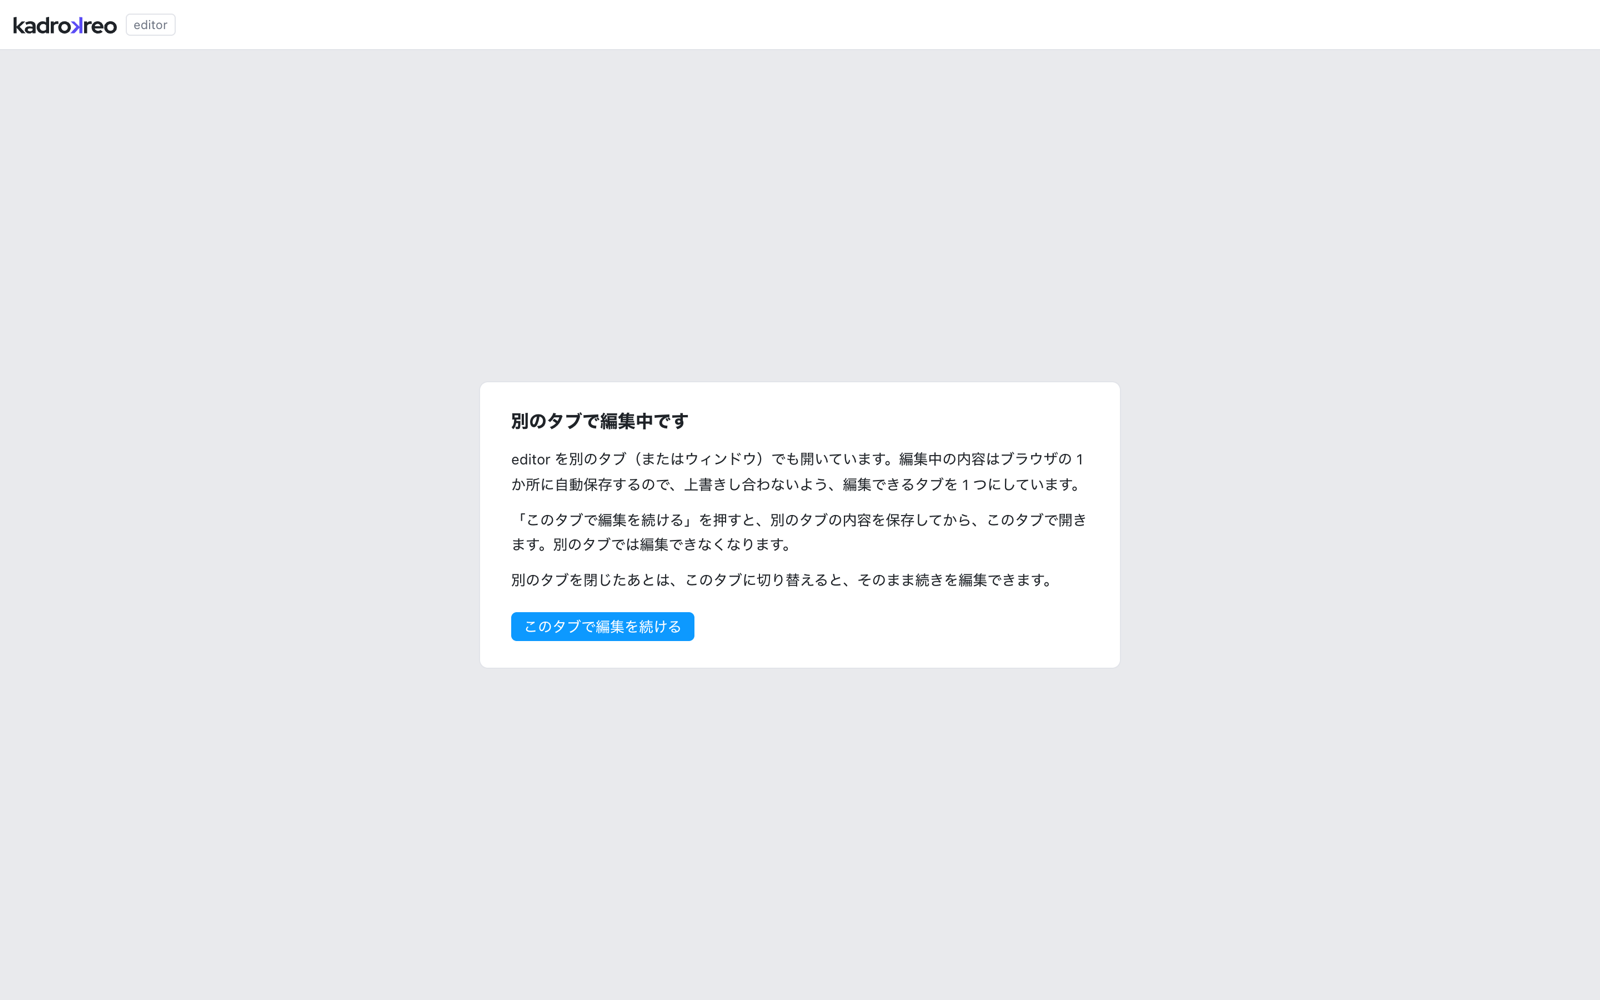 kadrokreo editor
別のタブで編集中です
editor を別のタブ（またはウィンドウ）でも開いています。編集中の内容はブラウザの 1
か所に自動保存するので、上書きし合わないよう、編集できるタブを 1 つにしています。
「このタブで編集を続ける」を押すと、別のタブの内容を保存してから、このタブで開き
ます。別のタブでは編集できなくなります。
別のタブを閉じたあとは、このタブに切り替えると、そのまま続きを編集できます。
このタブで編集を続ける